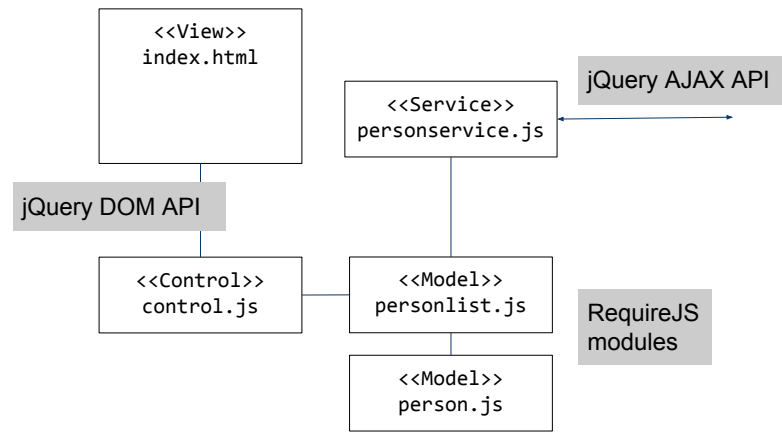 <<View>>
index.html
jQuery AJAX API
<<Service>>
personservice.js
jQuery DOM API
<<Control>>
control.js
<<Model>>
personlist.js
RequireJS
modules
<<Model>>
person.js